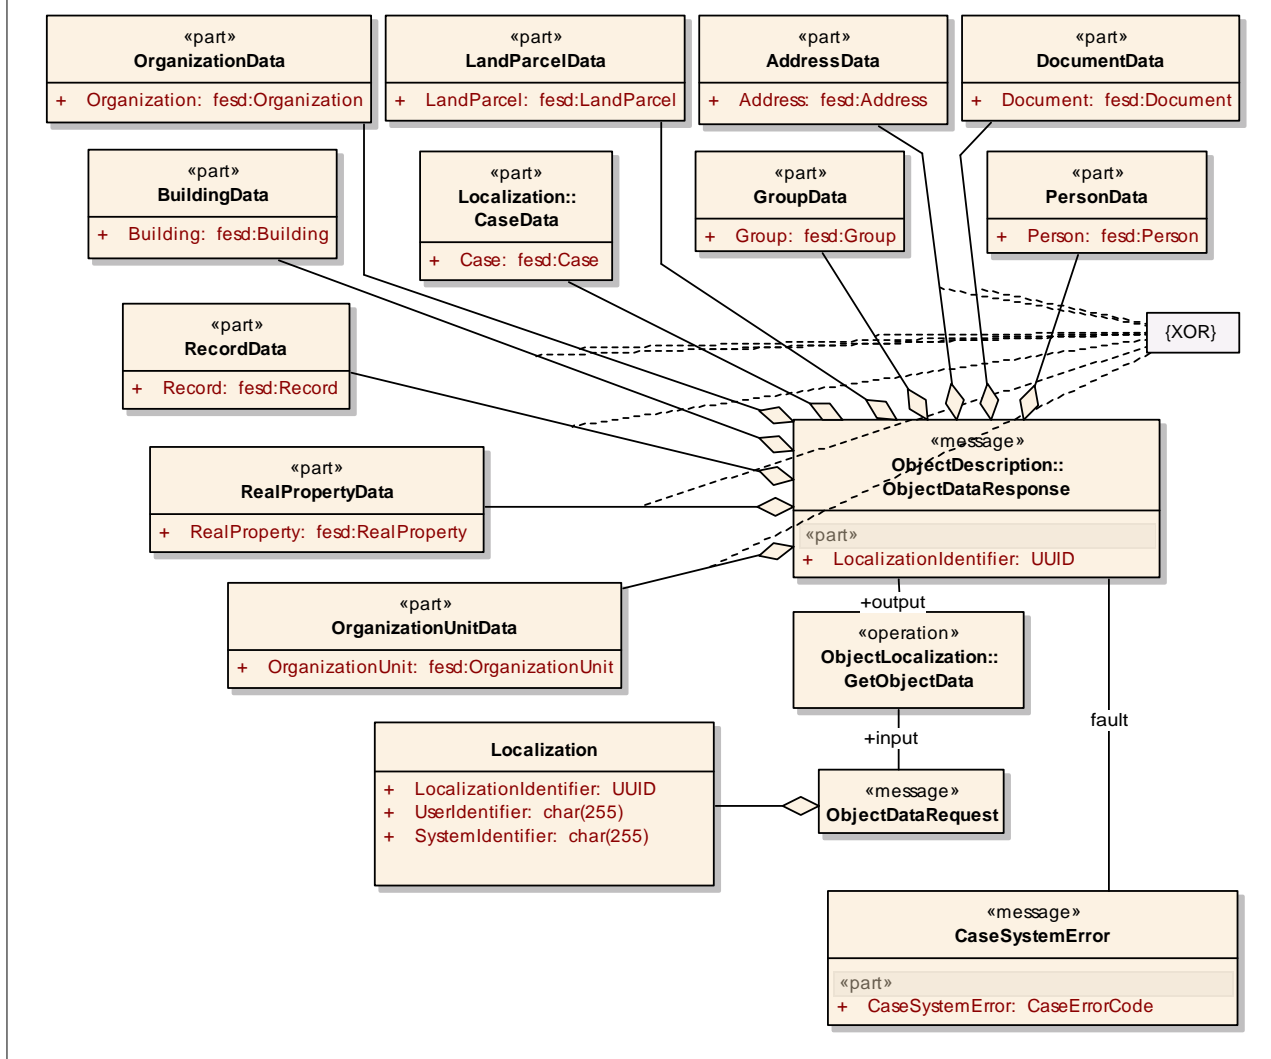 «part»
OrganizationData
+ Organization: fesd:Organization
«part»
LandParcelData
+ LandParcel: fesd:LandParcel
«part»
AddressData
+ Address: fesd:Address
«part»
DocumentData
+ Document: fesd:Document
«part»
BuildingData
+ Building: fesd:Building
«part»
Localization::
CaseData
+ Case: fesd:Case
«part»
GroupData
+ Group: fesd:Group
«part»
PersonData
+ Person: fesd:Person
«part»
RecordData
+ Record: fesd:Record
{XOR}
«part»
RealPropertyData
+ RealProperty: fesd:RealProperty
«message»
ObjectDescription::
ObjectDataResponse
«part»
+ LocalizationIdentifier: UUID
«part»
OrganizationUnitData
+ OrganizationUnit: fesd:OrganizationUnit
+output
«operation»
ObjectLocalization::
GetObjectData
fault
+input
Localization
+ LocalizationIdentifier: UUID
+ UserIdentifier: char(255)
+ SystemIdentifier: char(255)
«message»
ObjectDataRequest
«message»
CaseSystemError
«part»
+ CaseSystemError: CaseErrorCode